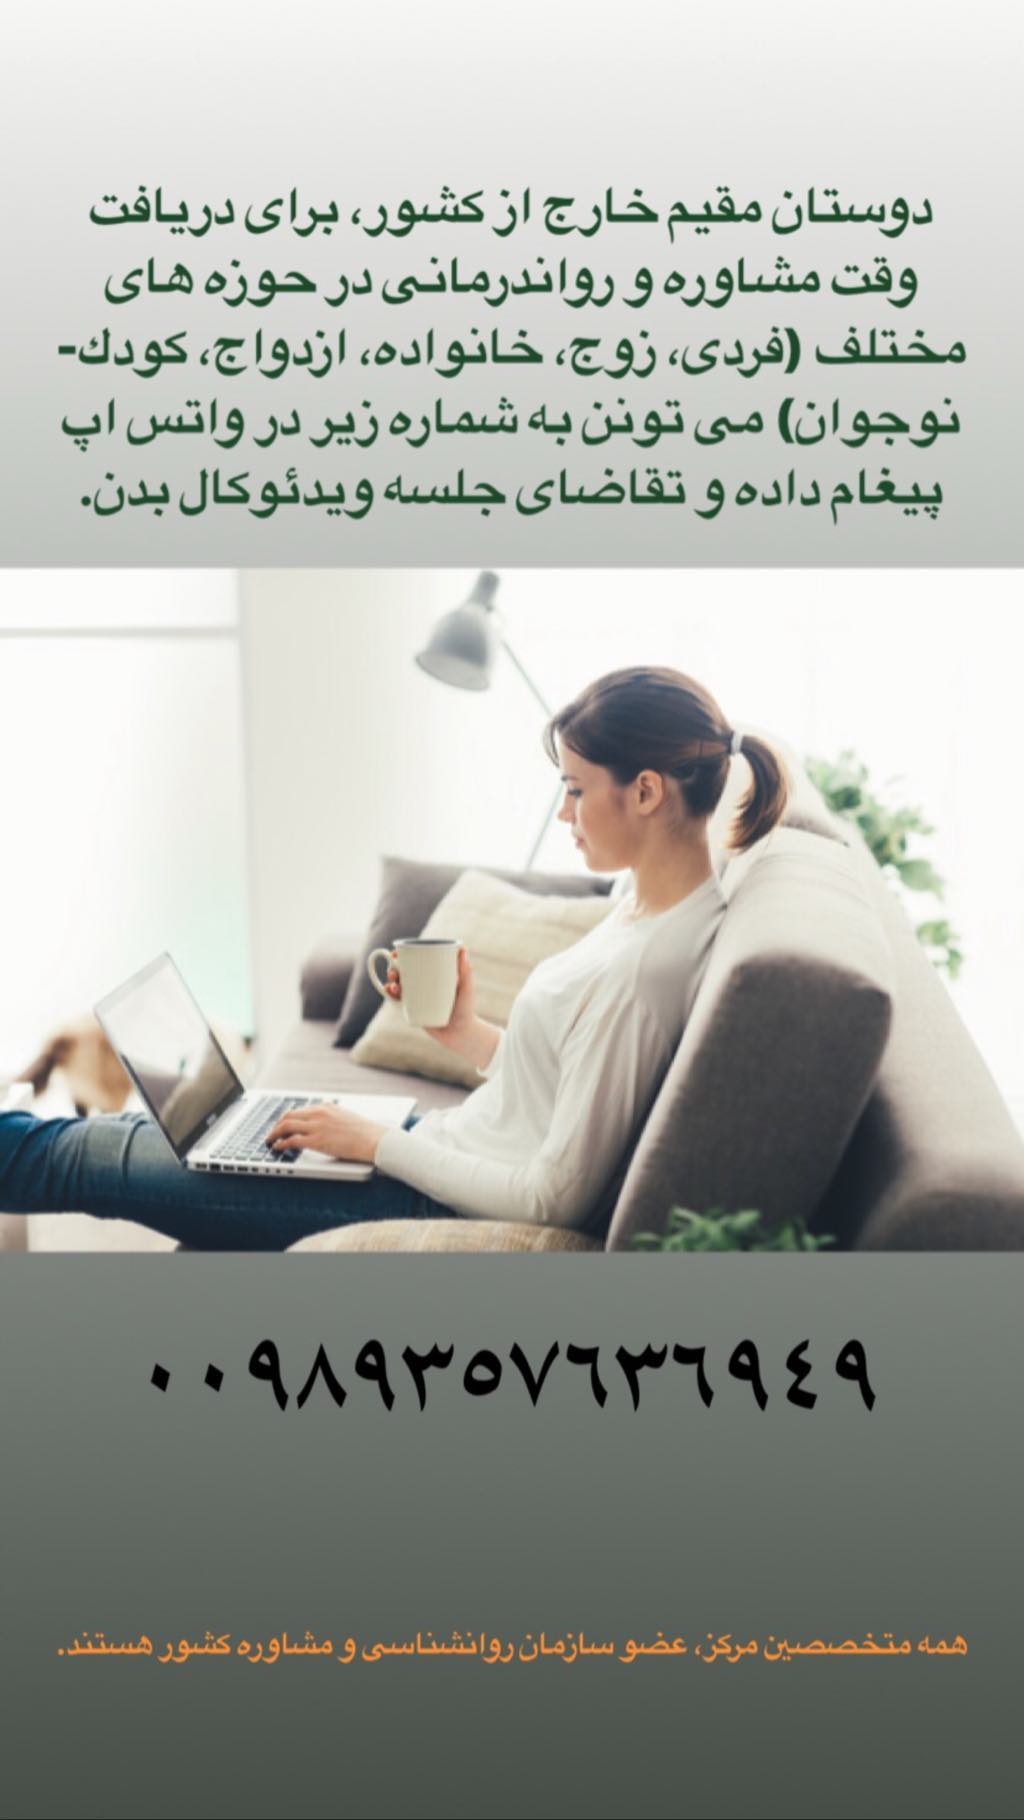 دوستان مقیم خارج از کشور، برای دریافت
وقت مشاوره و رواندرمانی در حوزه های
مختلف (فردی، زوج، خانواده، ازدواج، كودك-
نوجوان) می تونن به شماره زیر در واتس اپ
پیغام داده و تقاضای جلسه ویدئوکال بدن.
٠٠٩٨٩٣٥٧٦٣٦٩٤٩
همه متخصصین مرکز، عضو سازمان روانشناسی و مشاوره کشور هستند.